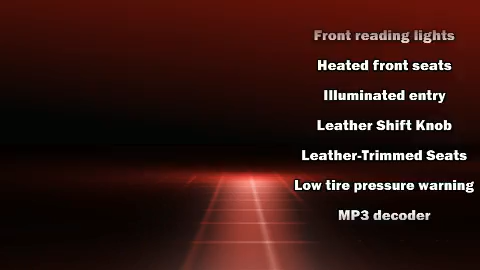 Front reading lights
Heated front seats
Illuminated entry
Leather Shift Knob
Leather-Trimmed Seats
Low tire pressure warning
MP3 decoder